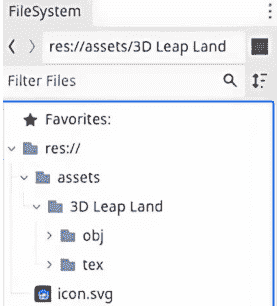 FileSystem
res://assets/3D Leap Land
Filter Files
Favorites:
res://
assets
3D Leap Land
obj
tex
icon.svg